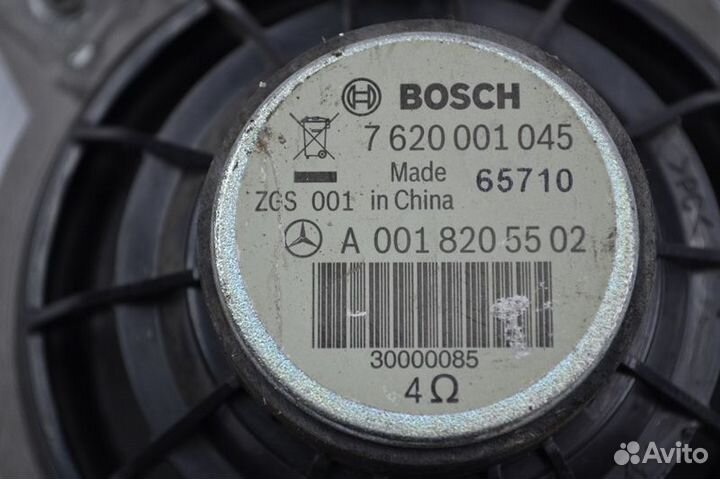 BOSCH
7 620 001 045
Made 65710
ZGS 001 in China
A 001 820 55 02
30000085
4Ω
Avito